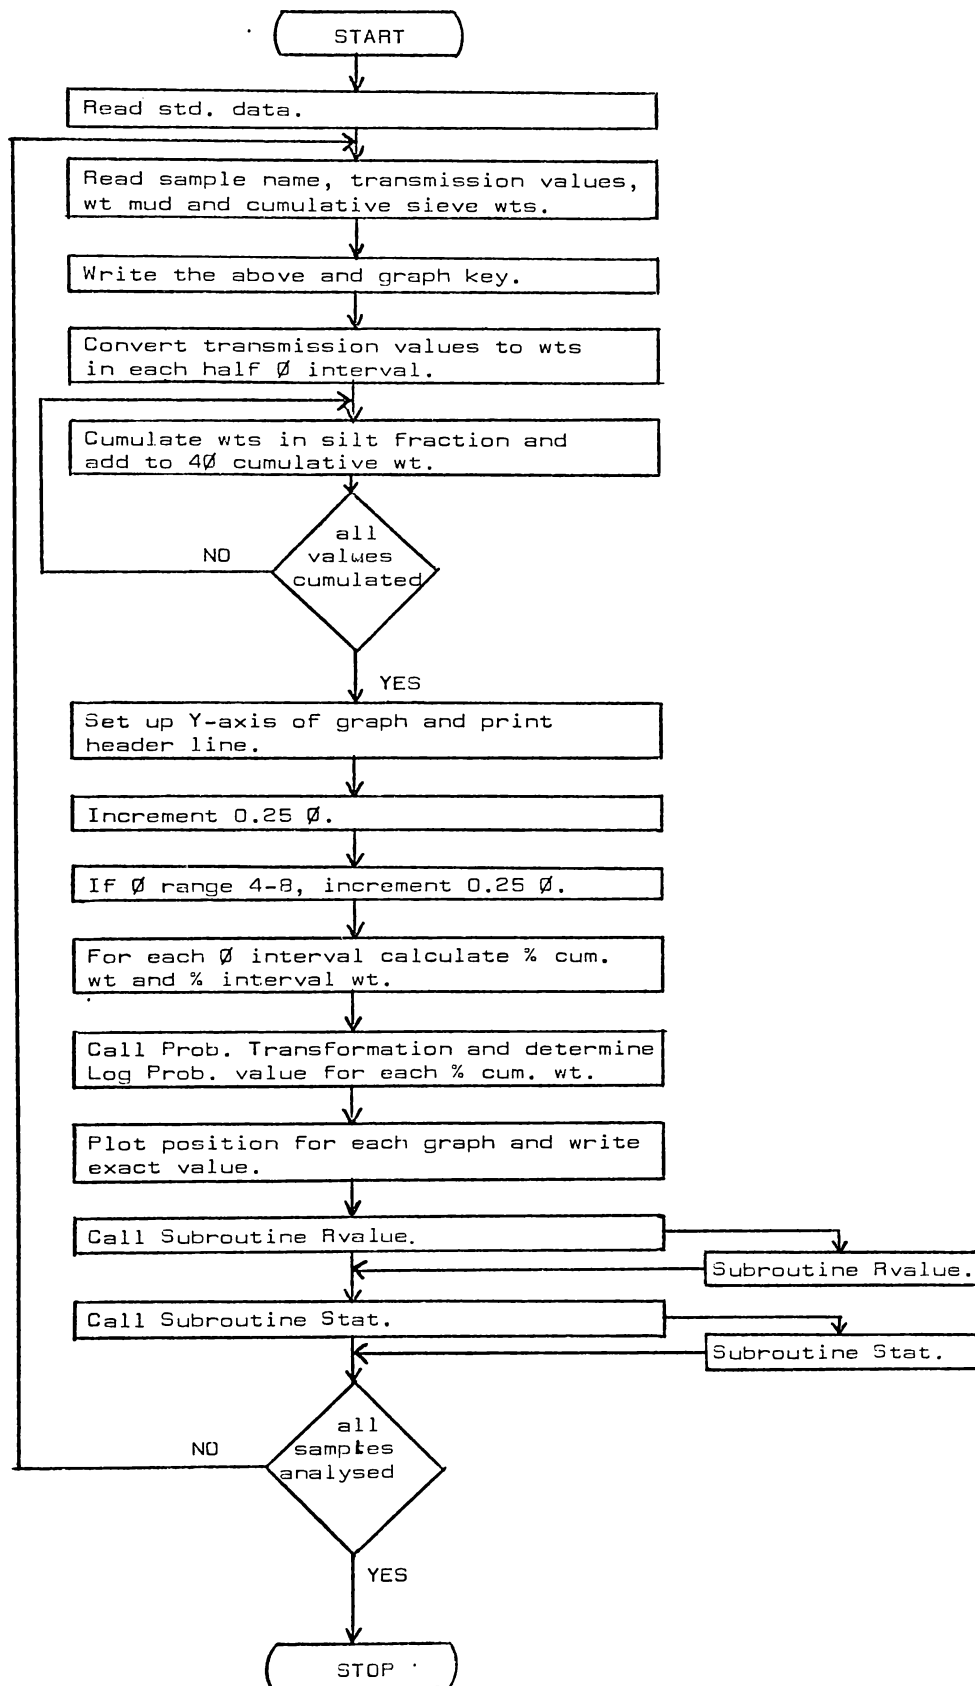 START
Read std. data.
Read sample name, transmission values,
wt mud and cumulative sieve wts.
Write the above and graph key.
Convert transmission values to wts
in each half Ø interval.
Cumulate wts in silt fraction and
add to 4Ø cumulative wt.
all
values
cumulated
NO
YES
Set up Y-axis of graph and print
header line.
Increment 0.25 Ø.
If Ø range 4-8, increment 0.25 Ø.
For each Ø interval calculate % cum.
wt and % interval wt.
Call Prob. Transformation and determine
Log Prob. value for each % cum. wt.
Plot position for each graph and write
exact value.
Call Subroutine Rvalue.
Subroutine Rvalue.
Call Subroutine Stat.
Subroutine Stat.
all
samples
analysed
NO
YES
STOP